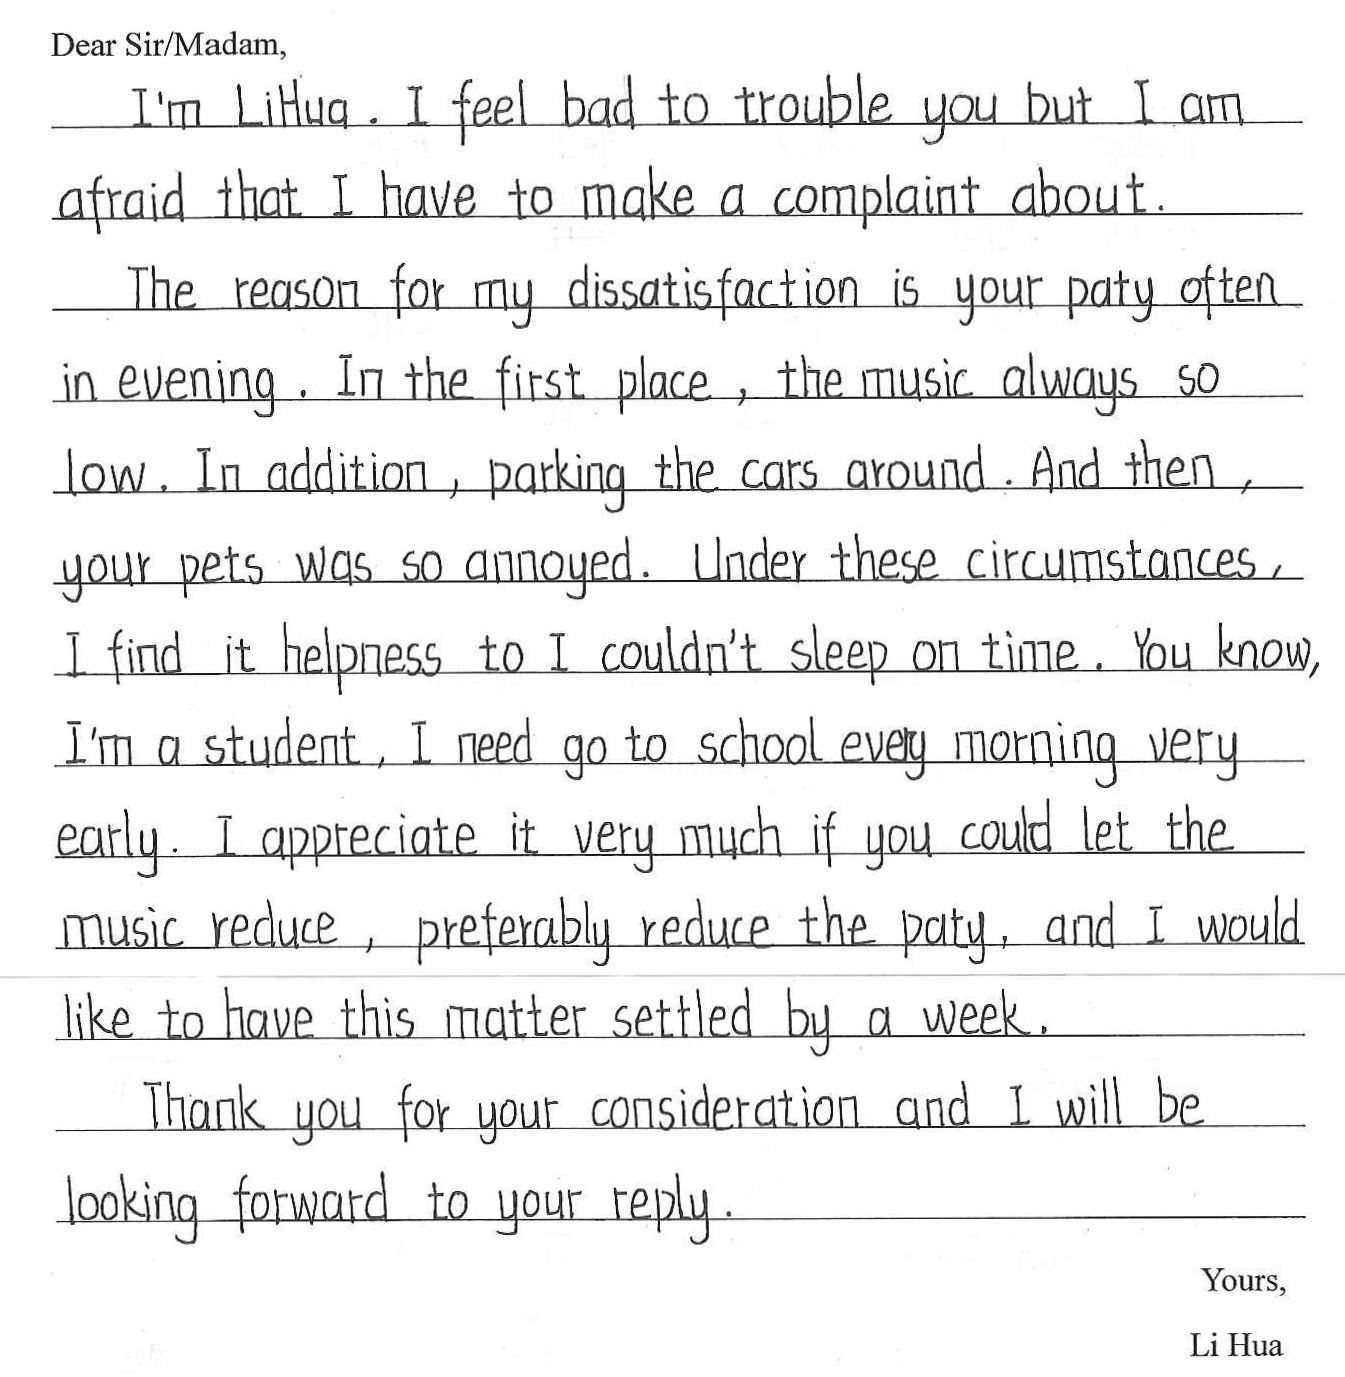 Dear Sir/Madam,
I'm LiHua. I feel bad to trouble you but I am
afraid that I have to make a complaint about.
The reason for my dissatisfaction is your paty often
in evening. In the first place, the music always so
low. In addition, parking the cars around. And then,
your pets was so annoyed. Under these circumstances,
I find it helpness to I couldn't sleep on time. You know,
I'm a student, I need go to school every morning very
early. I appreciate it very much if you could let the
music reduce, preferably reduce the paty, and I would
like to have this matter settled by a week.
Thank you for your consideration and I will be
looking forward to your reply.
Yours,
Li Hua